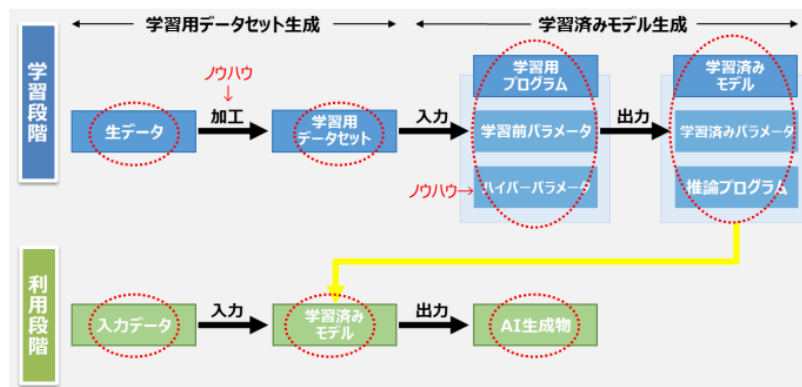 学習用データセット生成
学習済みモデル生成
学習段階
ノウハウ
↓
生データ
加工
学習用
データセット
入力
学習用
プログラム
学習前パラメータ
ノウハウ→
ハイパーパラメータ
出力
学習済み
モデル
学習済みパラメータ
推論プログラム
利用段階
入力データ
入力
学習済み
モデル
出力
AI生成物